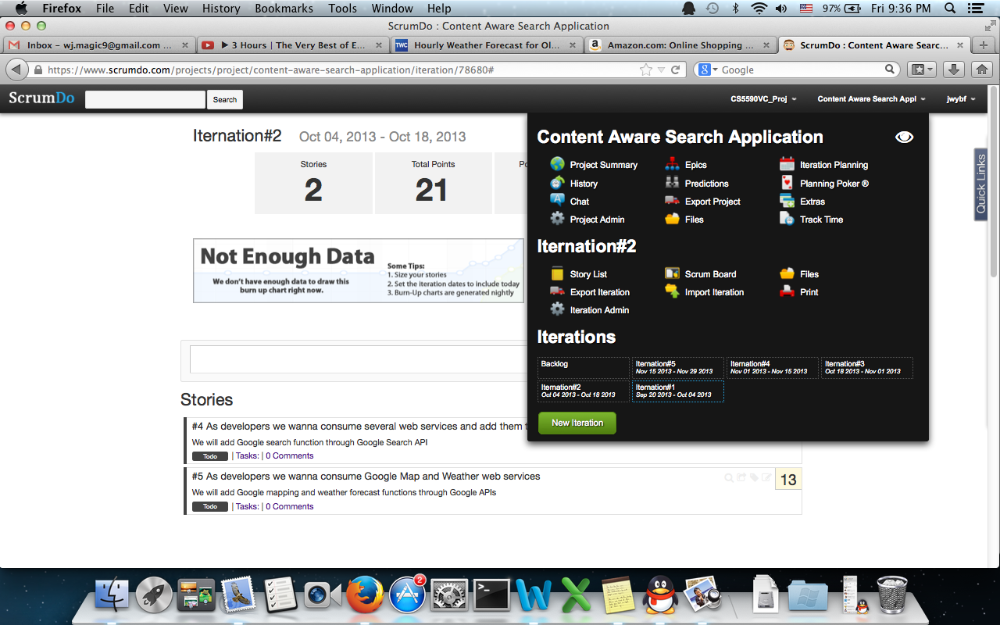 Firefox File Edit View History Bookmarks Tools Window Help 97% Fri 9:36 PM
ScrumDo : Content Aware Search Application
Inbox – wj.magic9@gmail.com ... × ▶ 3 Hours | The Very Best of E... × TWC Hourly Weather Forecast for Ol... × Amazon.com: Online Shopping ... × ScrumDo : Content Aware Searc... × +
https://www.scrumdo.com/projects/project/content-aware-search-application/iteration/78680# Google
ScrumDo Search CS5590VC_Proj Content Aware Search Appl jwybf
Iternation#2 Oct 04, 2013 - Oct 18, 2013
Stories
2
Total Points
21
Not Enough Data
We don't have enough data to draw this
burn up chart right now.
Some Tips:
1. Size your stories
2. Set the iteration dates to include today
3. Burn-Up charts are generated nightly
Stories
#4 As developers we wanna consume several web services and add them
We will add Google search function through Google Search API
Todo | Tasks: | 0 Comments
#5 As developers we wanna consume Google Map and Weather web services
13
We will add Google mapping and weather forecast functions through Google APIs
Todo | Tasks: | 0 Comments
Content Aware Search Application
Project Summary Epics Iteration Planning
History Predictions Planning Poker ®
Chat Export Project Extras
Project Admin Files Track Time
Iternation#2
Story List Scrum Board Files
Export Iteration Import Iteration Print
Iteration Admin
Iterations
Backlog
Iternation#5
Nov 15 2013 - Nov 29 2013
Iternation#4
Nov 01 2013 - Nov 15 2013
Iternation#3
Oct 18 2013 - Nov 01 2013
Iternation#2
Oct 04 2013 - Oct 18 2013
Iternation#1
Sep 20 2013 - Oct 04 2013
New Iteration
Quick Links
2